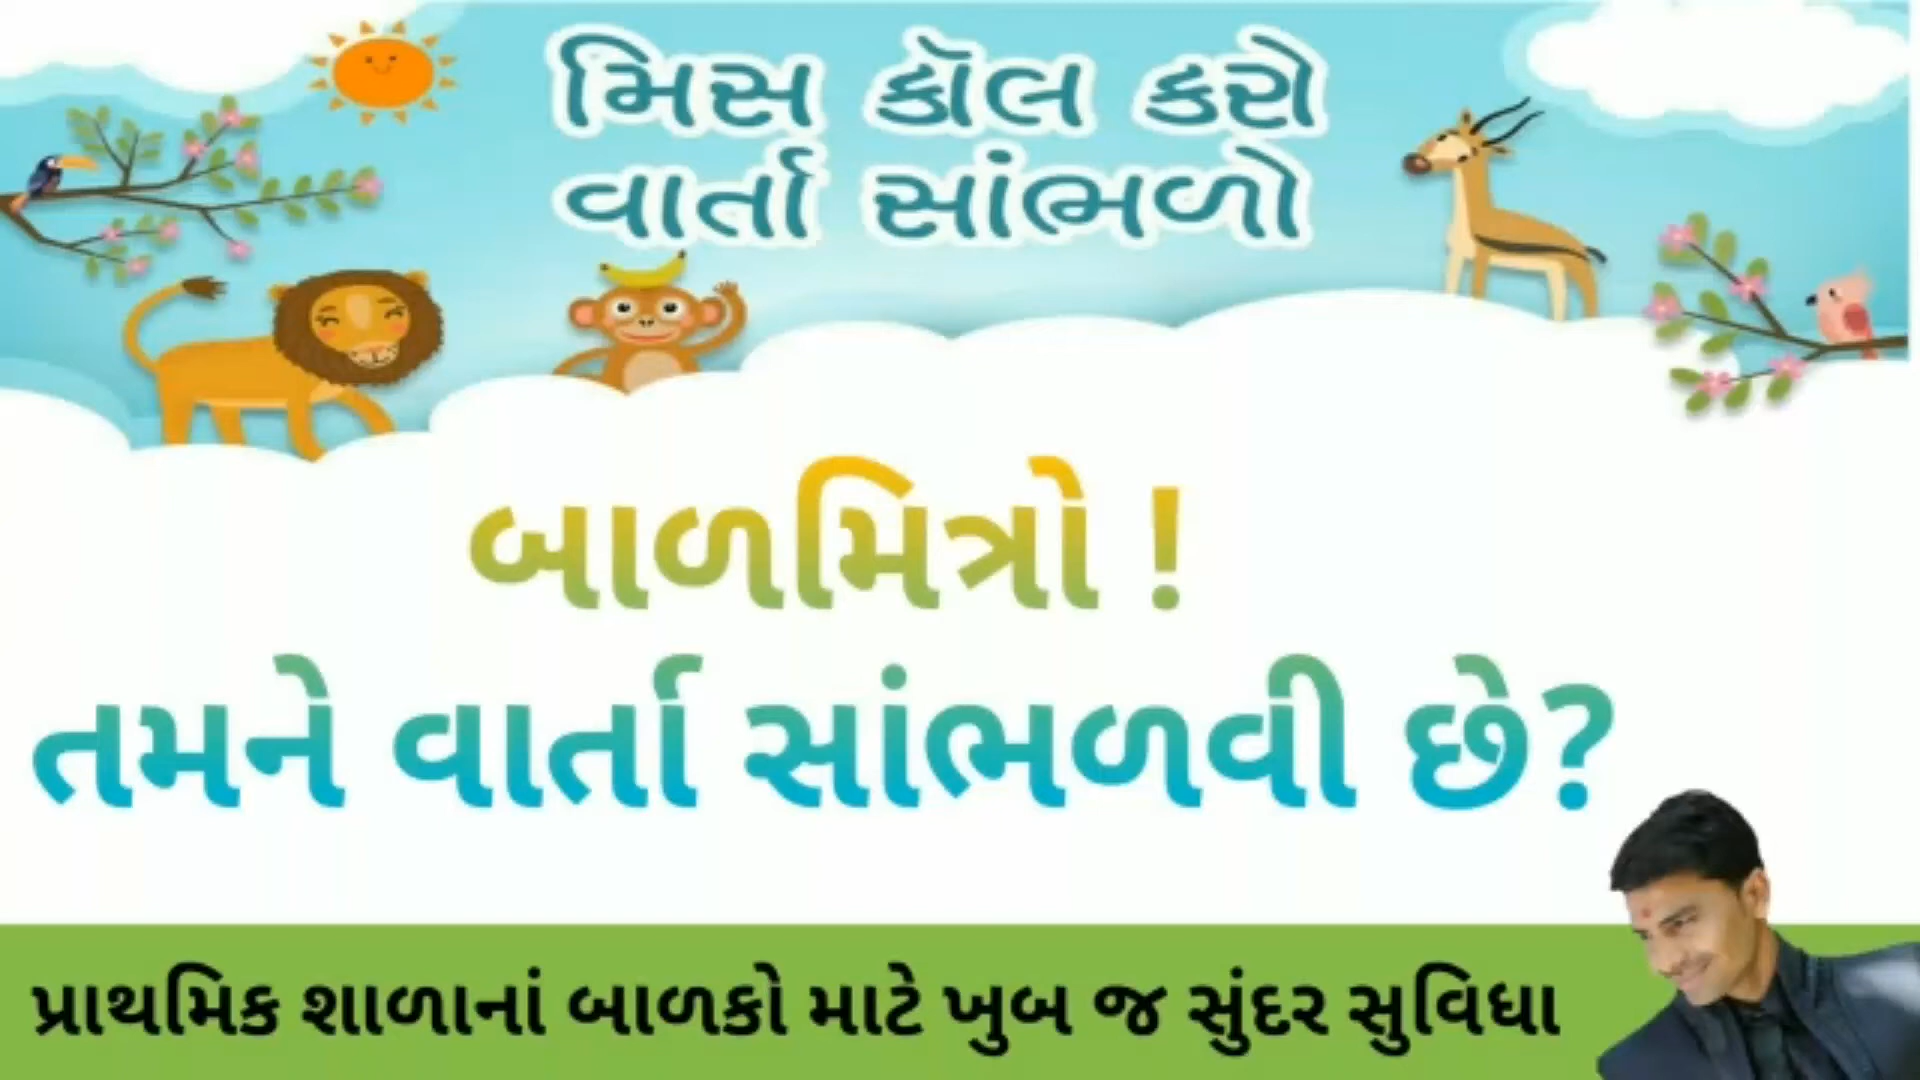 મિસ કૉલ કરો
વાર્તા સાંભળો
બાળમિત્રો !
તમને વાર્તા સાંભળવી છે?
પ્રાથમિક શાળાનાં બાળકો માટે ખુબ જ સુંદર સુવિધા